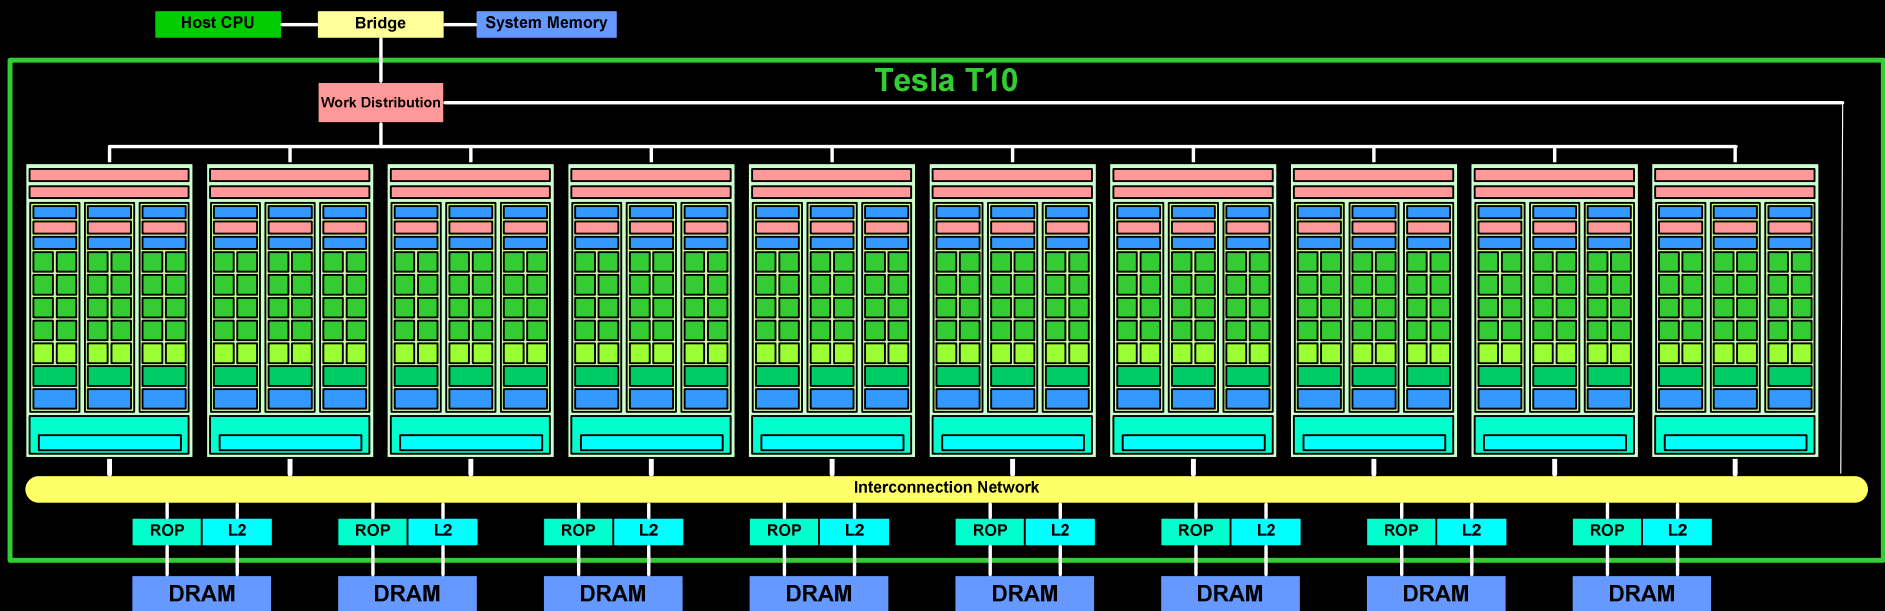 Host CPU
Bridge
System Memory
Tesla T10
Work Distribution
Interconnection Network
ROP L2
ROP L2
ROP L2
ROP L2
ROP L2
ROP L2
ROP L2
ROP L2
DRAM
DRAM
DRAM
DRAM
DRAM
DRAM
DRAM
DRAM